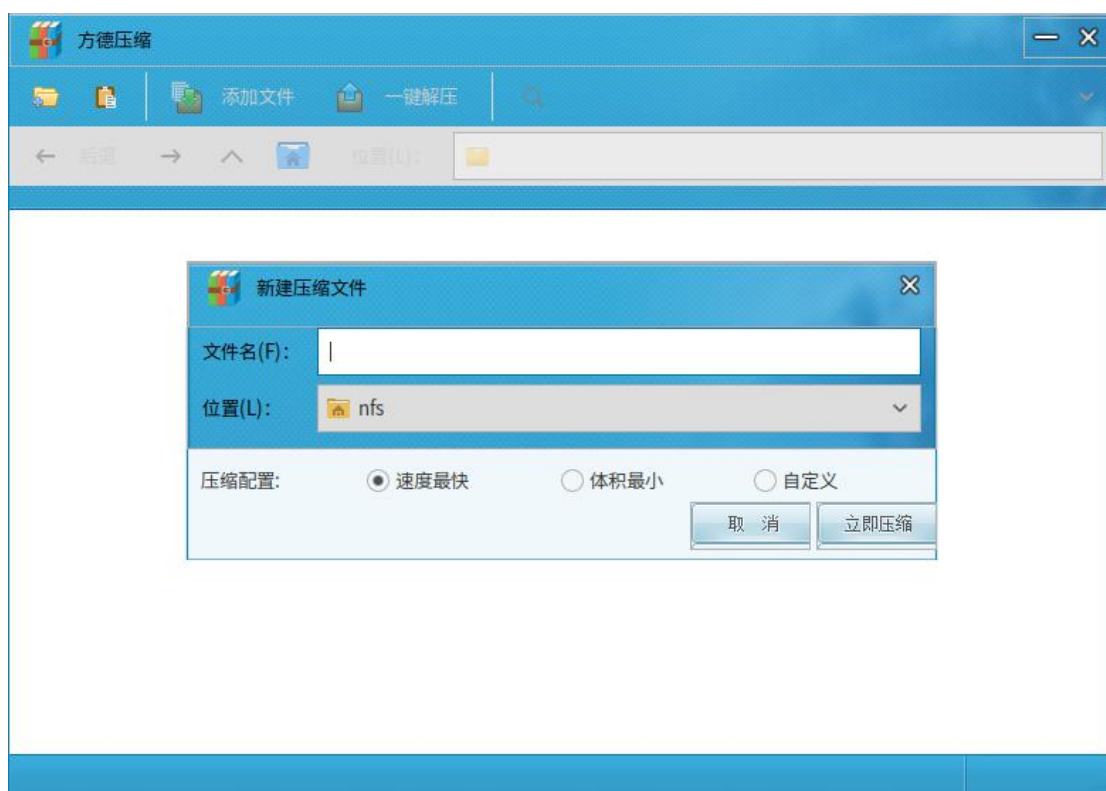 方德压缩
添加文件 一键解压
后退 位置(L):
新建压缩文件
文件名(F):
位置(L): nfs
压缩配置: 速度最快 体积最小 自定义
取 消 立即压缩